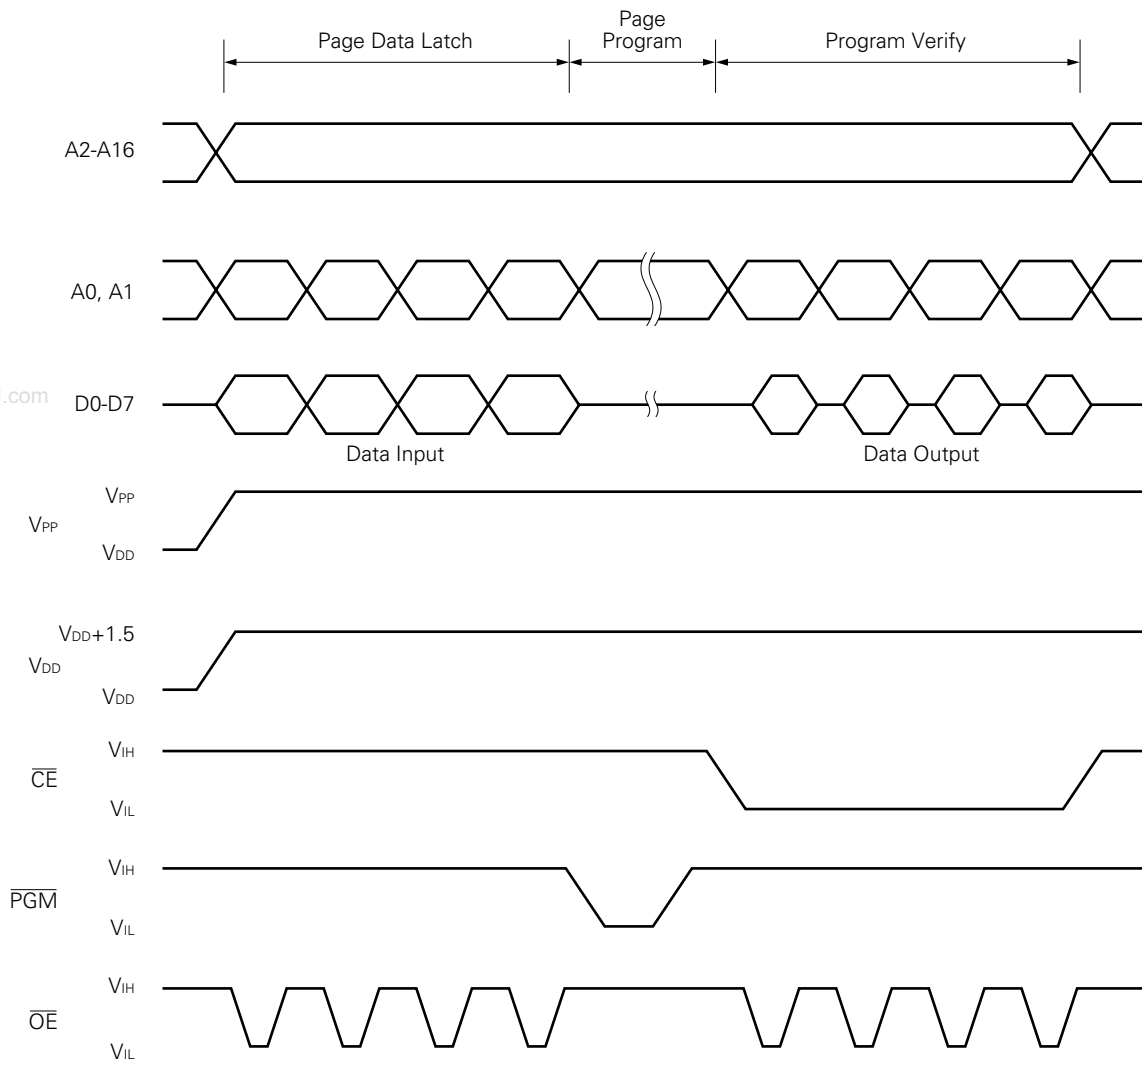 Page Data Latch
Page
Program
Program Verify
A2-A16
A0, A1
.com
D0-D7
Data Input
Data Output
VPP
VPP
VDD
VDD+1.5
VDD
VDD
VIH
CE
VIL
VIH
PGM
VIL
VIH
OE
VIL